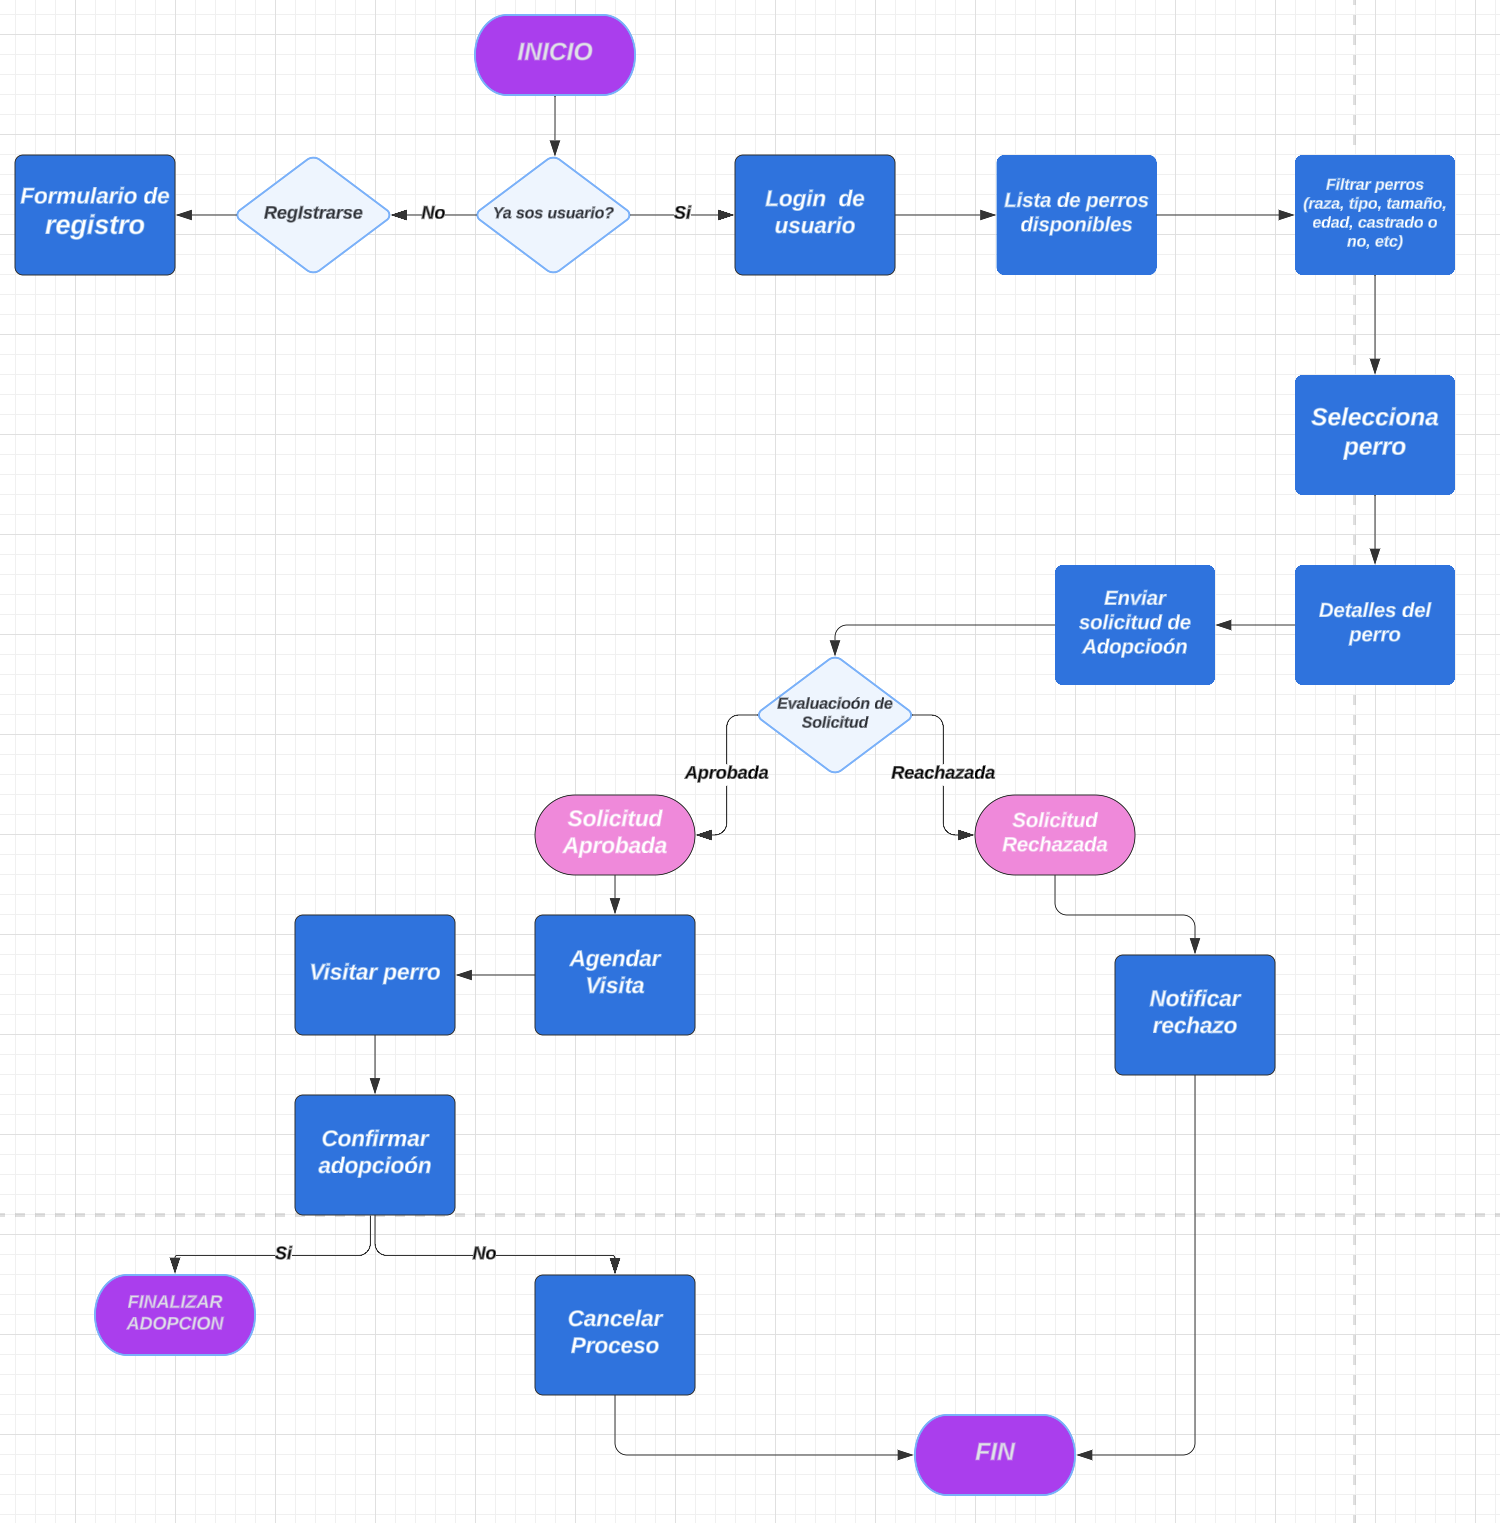 INICIO
Formulario de
registro
Reglstrarse
No
Ya sos usuario?
Si
Login de
usuario
Lista de perros
disponibles
Filtrar perros
(raza, tipo, tamaño,
edad, castrado o
no, etc)
Selecciona
perro
Detalles del
perro
Enviar
solicitud de
Adopcioón
Evaluacioón de
Solicitud
Aprobada
Reachazada
Solicitud
Aprobada
Solicitud
Rechazada
Visitar perro
Agendar
Visita
Notificar
rechazo
Confirmar
adopcioón
Si
No
FINALIZAR
ADOPCION
Cancelar
Proceso
FIN